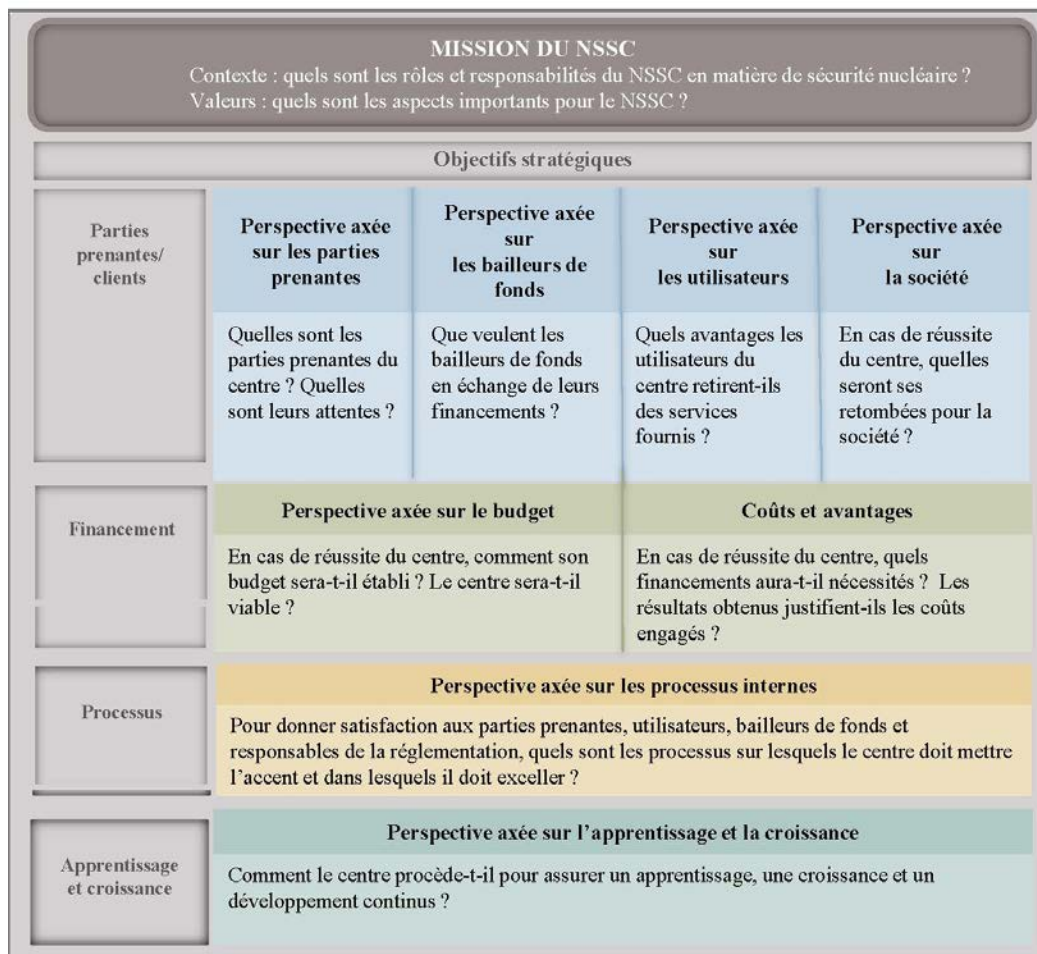 MISSION DU NSSC
Contexte : quels sont les rôles et responsabilités du NSSC en matière de sécurité nucléaire ?
Valeurs : quels sont les aspects importants pour le NSSC ?
Objectifs stratégiques
Parties
prenantes/
clients
Perspective axée
sur les parties
prenantes
Quelles sont les
parties prenantes du
centre ? Quelles
sont leurs attentes ?
Perspective axée
sur
les bailleurs de
fonds
Que veulent les
bailleurs de fonds
en échange de leurs
financements ?
Perspective axée
sur
les utilisateurs
Quels avantages les
utilisateurs du
centre retirent-ils
des services
fournis ?
Perspective axée
sur
la société
En cas de réussite
du centre, quelles
seront ses
retombées pour la
société ?
Financement
Perspective axée sur le budget
En cas de réussite du centre, comment son
budget sera-t-il établi ? Le centre sera-t-il
viable ?
Coûts et avantages
En cas de réussite du centre, quels
financements aura-t-il nécessités ? Les
résultats obtenus justifient-ils les coûts
engagés ?
Processus
Perspective axée sur les processus internes
Pour donner satisfaction aux parties prenantes, utilisateurs, bailleurs de fonds et
responsables de la réglementation, quels sont les processus sur lesquels le centre doit mettre
l’accent et dans lesquels il doit exceller ?
Apprentissage
et croissance
Perspective axée sur l’apprentissage et la croissance
Comment le centre procède-t-il pour assurer un apprentissage, une croissance et un
développement continus ?